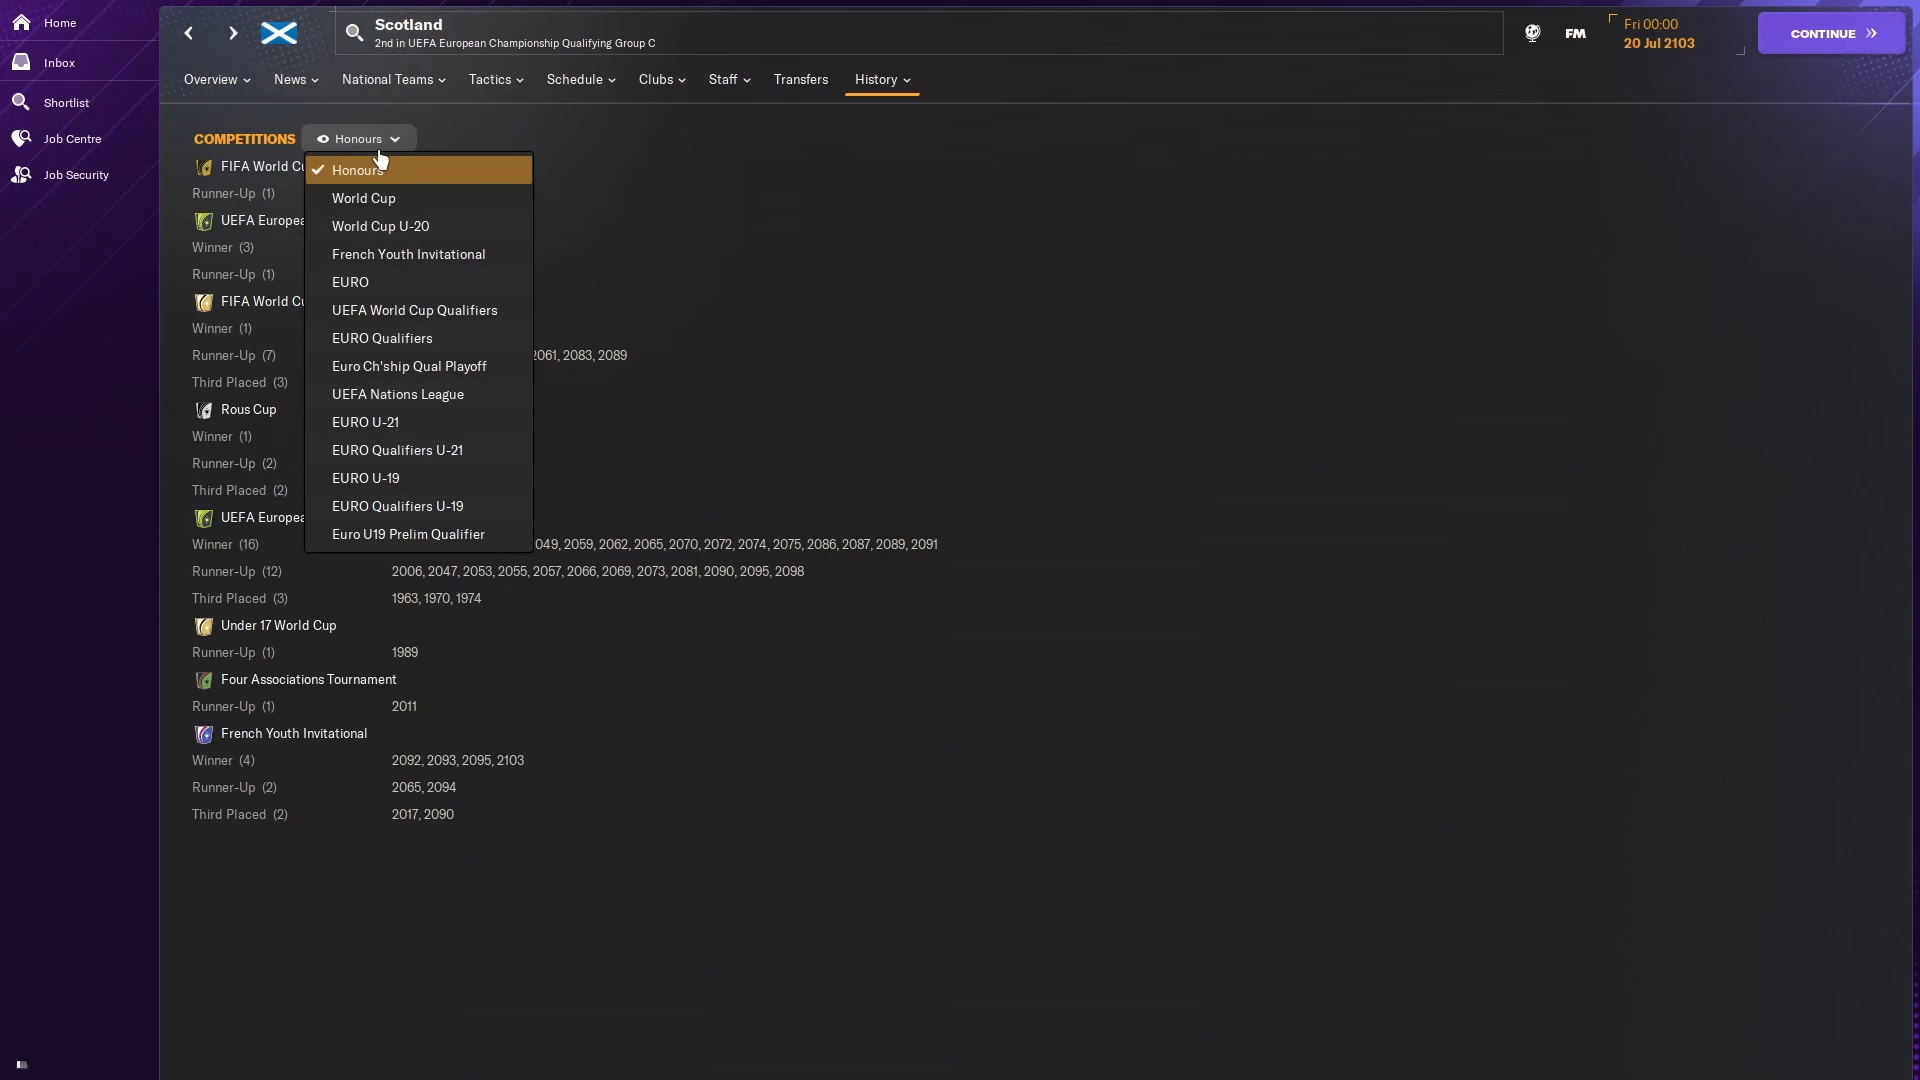 Home
Inbox
Shortlist
Job Centre
Job Security
Scotland
2nd in UEFA European Championship Qualifying Group C
FM
Fri 00:00
20 Jul 2103
CONTINUE
Overview
News
National Teams
Tactics
Schedule
Clubs
Staff
Transfers
History
COMPETITIONS
Honours
Honours
World Cup
World Cup U-20
French Youth Invitational
EURO
UEFA World Cup Qualifiers
EURO Qualifiers
Euro Ch'ship Qual Playoff
UEFA Nations League
EURO U-21
EURO Qualifiers U-21
EURO U-19
EURO Qualifiers U-19
Euro U19 Prelim Qualifier
FIFA World
Runner-Up (1)
UEFA
Winner (3)
Runner-Up (1)
FIFA World
Winner (1)
Runner-Up (7) 2061, 2083, 2089
Third Placed (3)
Rous Cup
Winner (1)
Runner-Up (2)
Third Placed (2)
UEFA
Winner (16) 049, 2059, 2062, 2065, 2070, 2072, 2074, 2075, 2086, 2087, 2089, 2091
Runner-Up (12) 2006, 2047, 2053, 2055, 2057, 2066, 2069, 2073, 2081, 2090, 2095, 2098
Third Placed (3) 1963, 1970, 1974
Under 17 World Cup
Runner-Up (1) 1989
Four Associations Tournament
Runner-Up (1) 2011
French Youth Invitational
Winner (4) 2092, 2093, 2095, 2103
Runner-Up (2) 2065, 2094
Third Placed (2) 2017, 2090